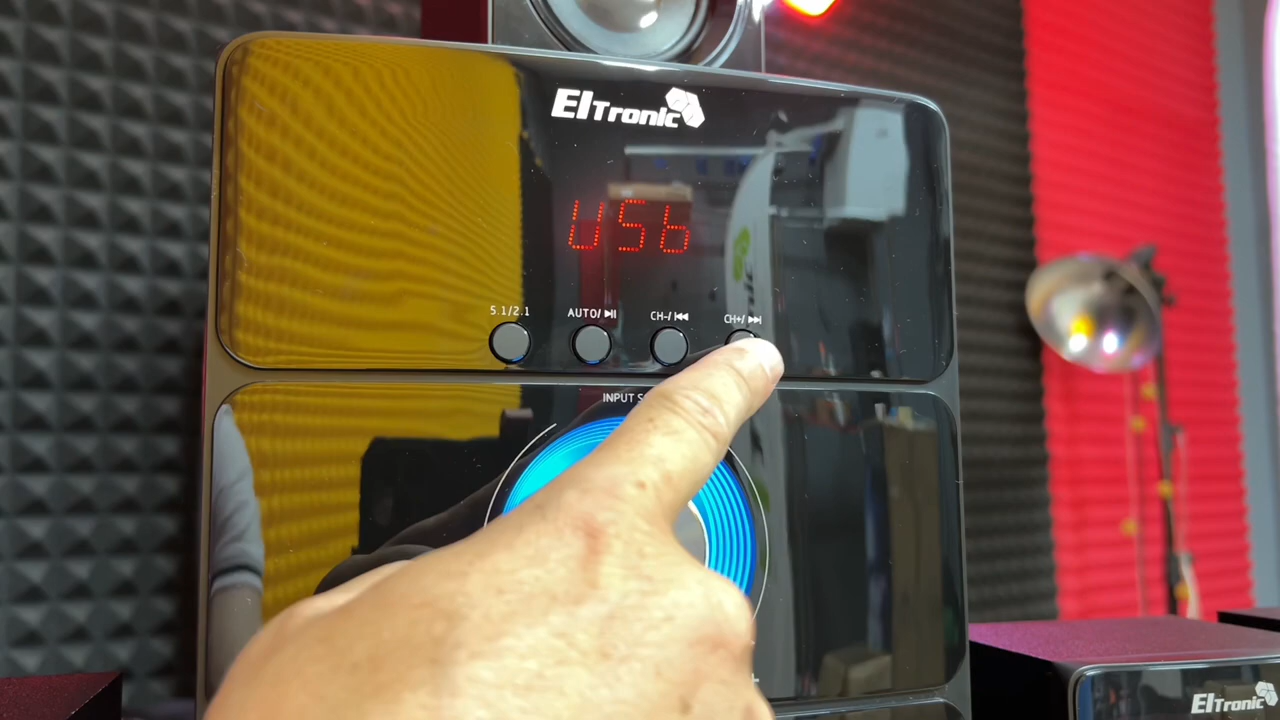 ElTronic
USb
5.1/2.1 AUTO/ ⏯ CH-/ ⏮ CH+/ ⏭
INPUT
ElTronic